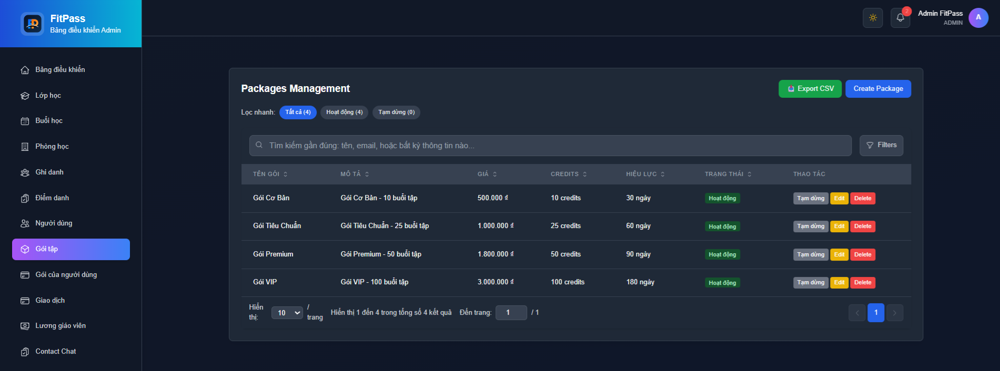 FitPass
Bảng điều khiển Admin
2
Admin FitPass
ADMIN
A
Bảng điều khiển
Lớp học
Buổi học
Phòng học
Ghi danh
Điểm danh
Người dùng
Gói tập
Gói của người dùng
Giao dịch
Lương giáo viên
Contact Chat
Packages Management
Export CSV
Create Package
Lọc nhanh: Tất cả (4) Hoạt động (4) Tạm dừng (0)
Tìm kiếm gần đúng: tên, email, hoặc bất kỳ thông tin nào...
Filters
TÊN GÓI MÔ TẢ GIÁ CREDITS HIỆU LỰC TRẠNG THÁI THAO TÁC
Gói Cơ Bản Gói Cơ Bản - 10 buổi tập 500.000 ₫ 10 credits 30 ngày Hoạt động Tạm dừng Edit Delete
Gói Tiêu Chuẩn Gói Tiêu Chuẩn - 25 buổi tập 1.000.000 ₫ 25 credits 60 ngày Hoạt động Tạm dừng Edit Delete
Gói Premium Gói Premium - 50 buổi tập 1.800.000 ₫ 50 credits 90 ngày Hoạt động Tạm dừng Edit Delete
Gói VIP Gói VIP - 100 buổi tập 3.000.000 ₫ 100 credits 180 ngày Hoạt động Tạm dừng Edit Delete
Hiển thị: 10 / trang Hiển thị 1 đến 4 trong tổng số 4 kết quả Đến trang: 1 / 1
1